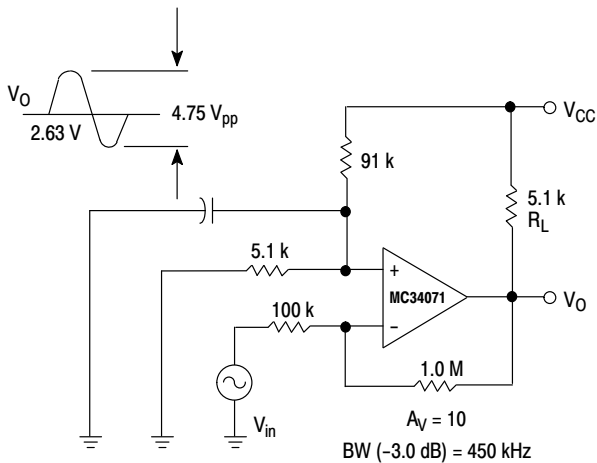 V_O
2.63 V
4.75 V_pp
V_CC
91 k
5.1 k
R_L
5.1 k
+
MC34071
−
V_O
100 k
1.0 M
V_in
A_V = 10
BW (−3.0 dB) = 450 kHz